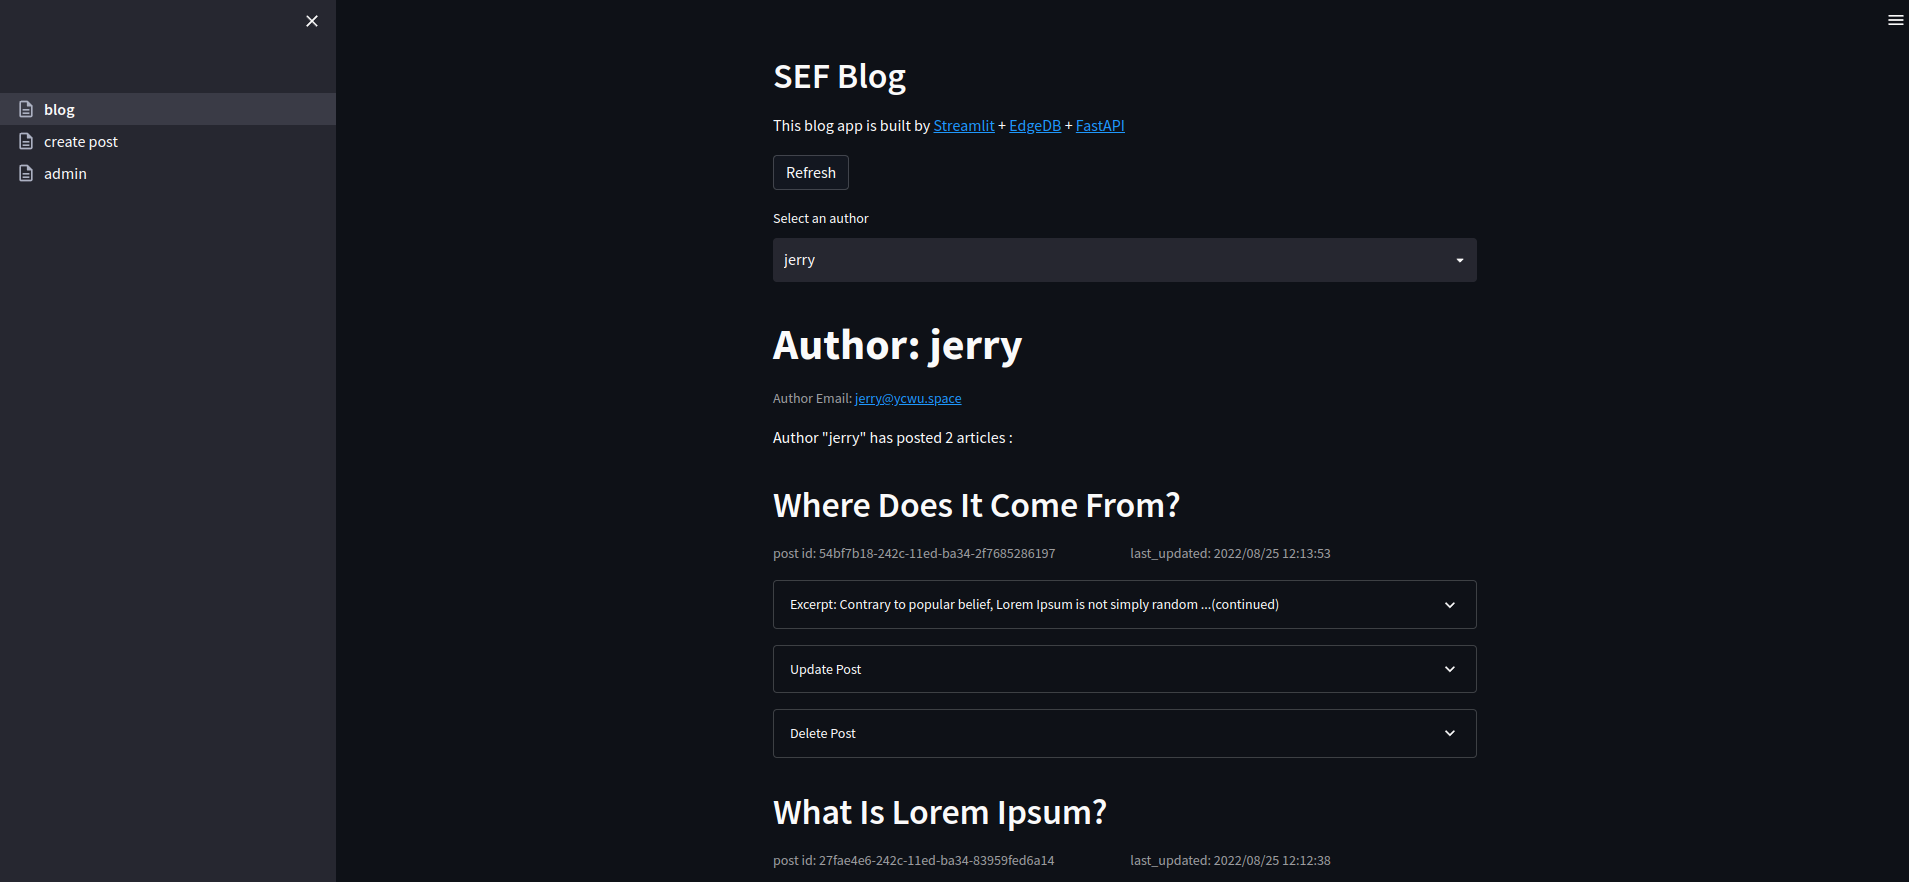 blog
create post
admin
SEF Blog
This blog app is built by Streamlit + EdgeDB + FastAPI
Refresh
Select an author
jerry
Author: jerry
Author Email: jerry@ycwu.space
Author "jerry" has posted 2 articles :
Where Does It Come From?
post id: 54bf7b18-242c-11ed-ba34-2f7685286197 last_updated: 2022/08/25 12:13:53
Excerpt: Contrary to popular belief, Lorem Ipsum is not simply random ...(continued)
Update Post
Delete Post
What Is Lorem Ipsum?
post id: 27fae4e6-242c-11ed-ba34-83959fed6a14 last_updated: 2022/08/25 12:12:38